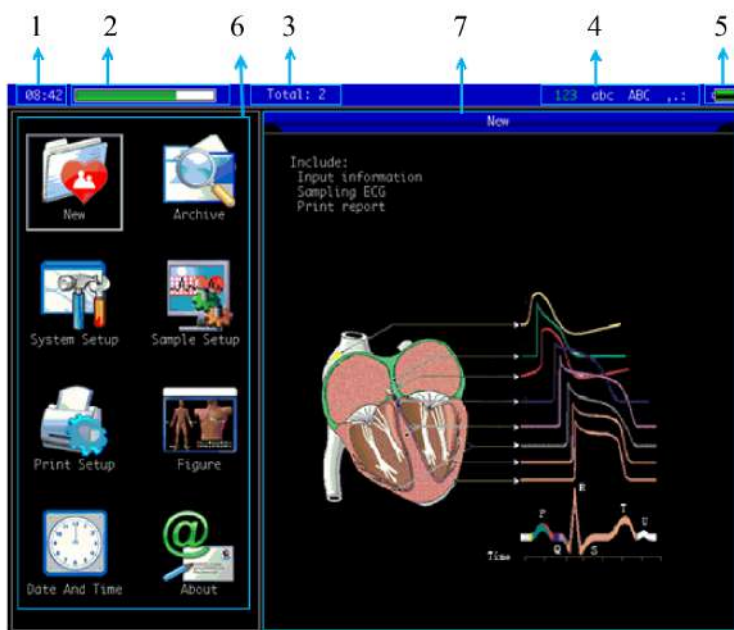 1 2 6 3 7 4 5
08:42 Total: 2 123 abc ABC ,.:
New
Include:
Input information
Sampling ECG
Print report
New Archive
System Setup Sample Setup
Print Setup Figure
Date And Time About
R
P T U
Q S
Time